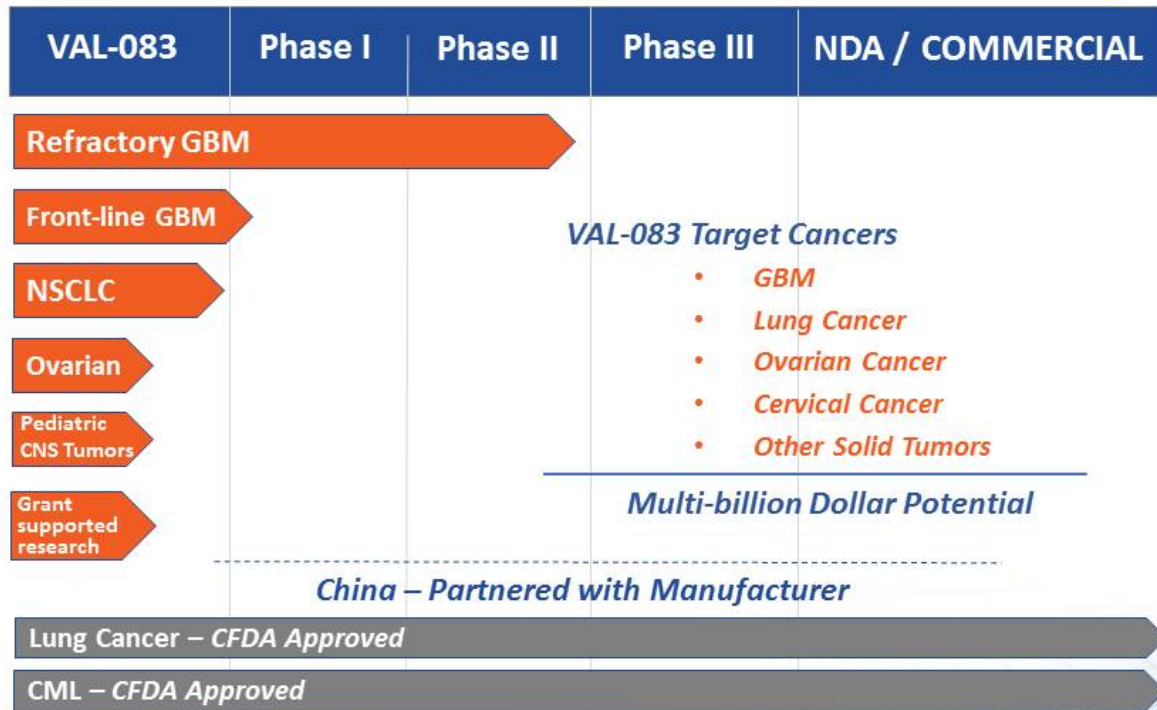 VAL-083 Phase I Phase II Phase III NDA / COMMERCIAL
Refractory GBM
Front-line GBM
NSCLC
Ovarian
Pediatric
CNS Tumors
Grant
supported
research
VAL-083 Target Cancers
• GBM
• Lung Cancer
• Ovarian Cancer
• Cervical Cancer
• Other Solid Tumors
Multi-billion Dollar Potential
China – Partnered with Manufacturer
Lung Cancer – CFDA Approved
CML – CFDA Approved